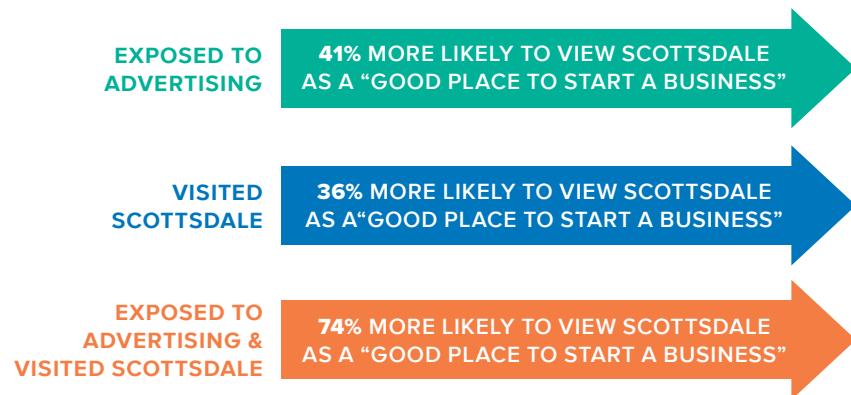 EXPOSED TO
ADVERTISING
41% MORE LIKELY TO VIEW SCOTTSDALE
AS A “GOOD PLACE TO START A BUSINESS”
VISITED
SCOTTSDALE
36% MORE LIKELY TO VIEW SCOTTSDALE
AS A“GOOD PLACE TO START A BUSINESS”
EXPOSED TO
ADVERTISING &
VISITED SCOTTSDALE
74% MORE LIKELY TO VIEW SCOTTSDALE
AS A “GOOD PLACE TO START A BUSINESS”